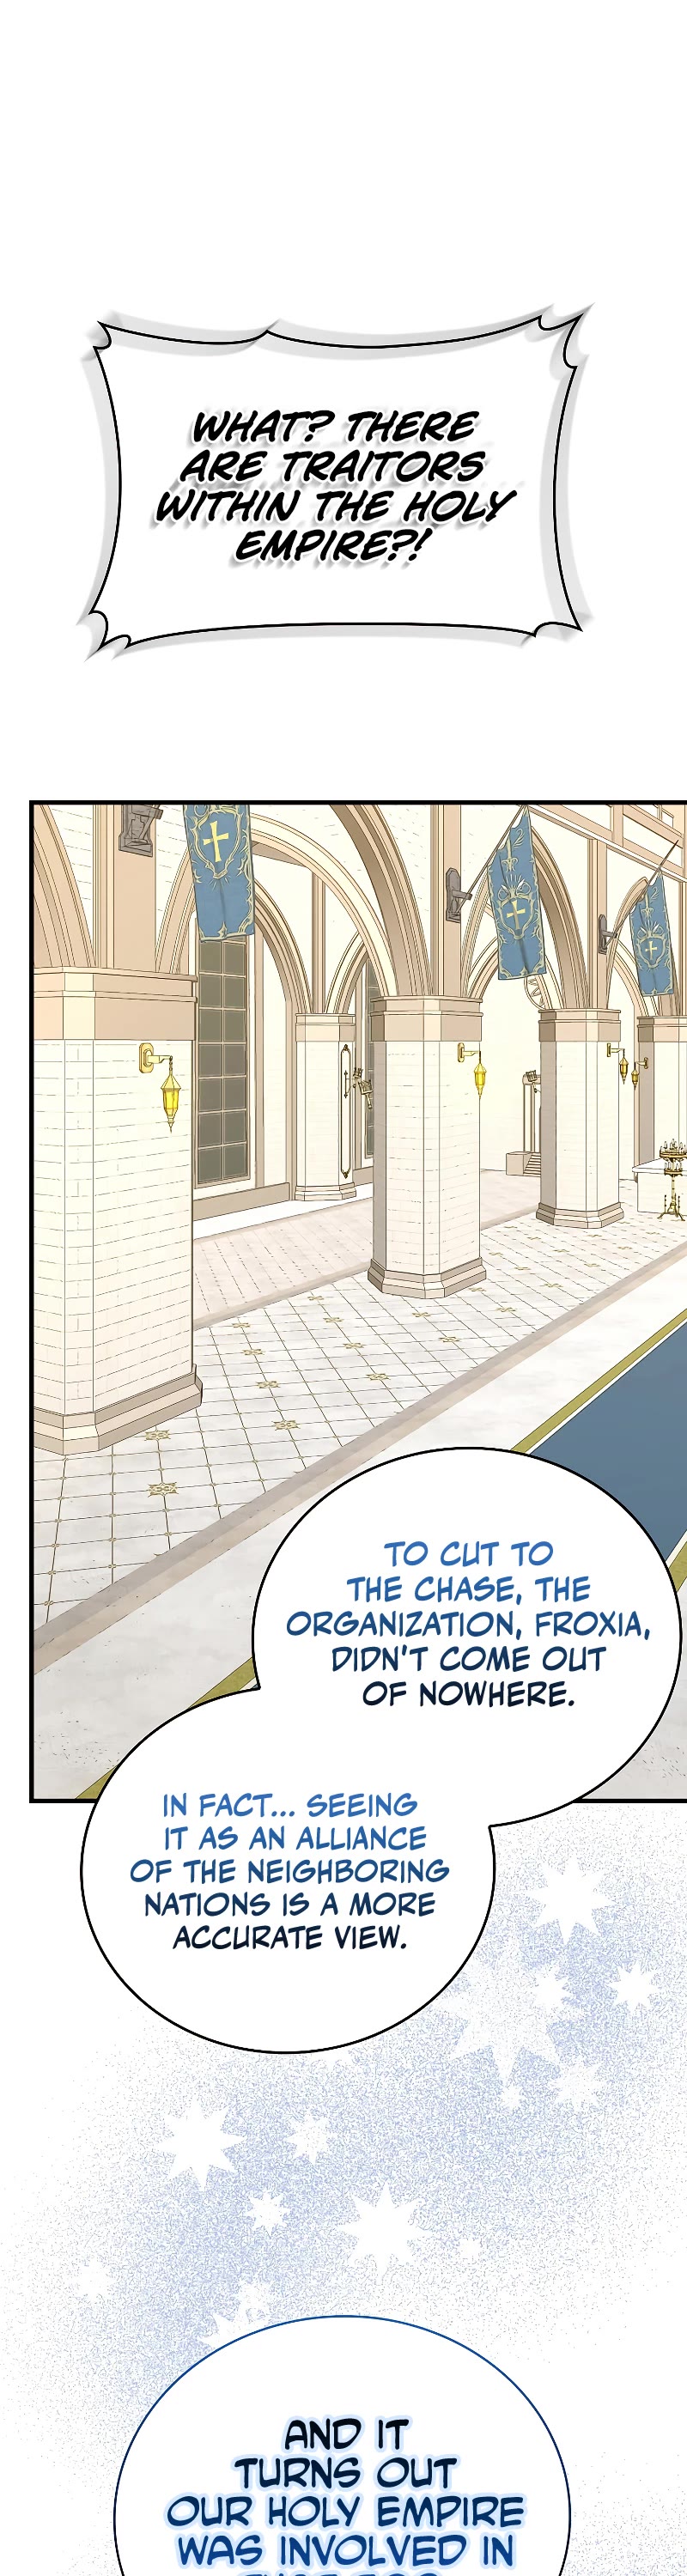 WHAT? THERE
ARE TRAITORS
WITHIN THE HOLY
EMPIRE?!
TO CUT TO
THE CHASE, THE
ORGANIZATION, FROXIA,
DIDN'T COME OUT
OF NOWHERE.
IN FACT... SEEING
IT AS AN ALLIANCE
OF THE NEIGHBORING
NATIONS IS A MORE
ACCURATE VIEW.
AND IT
TURNS OUT
OUR HOLY EMPIRE
WAS INVOLVED IN